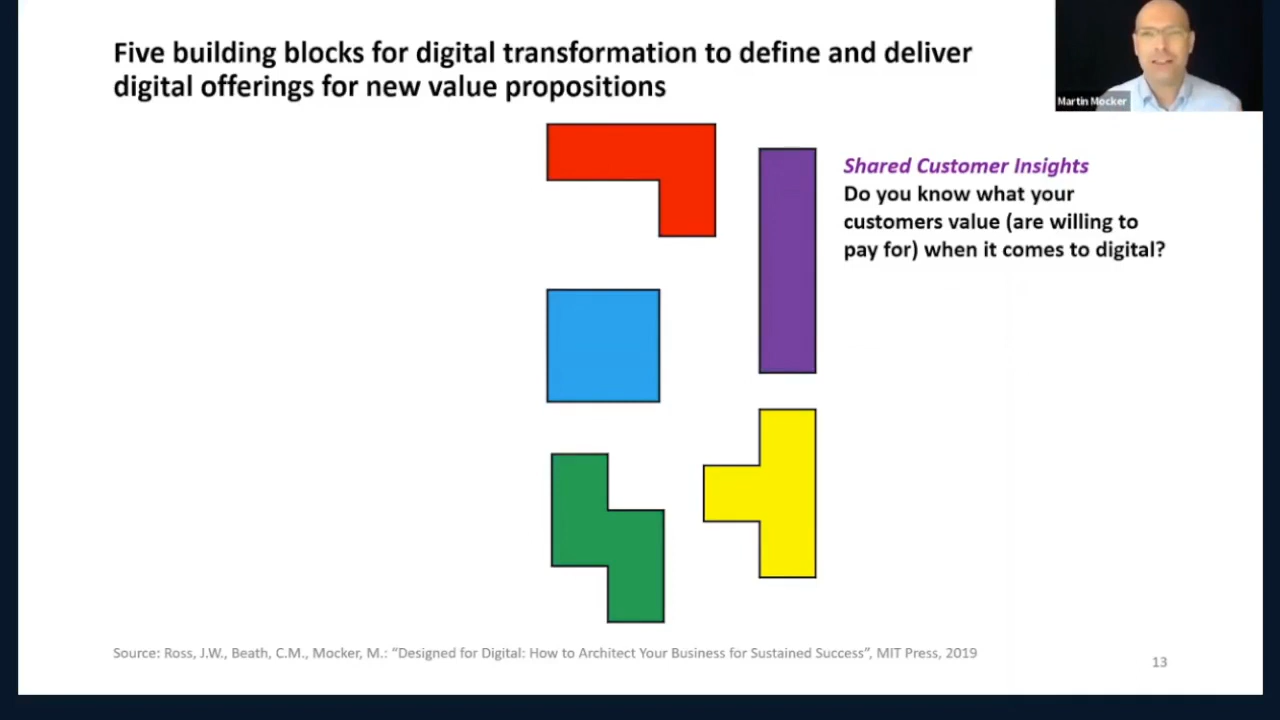 Five building blocks for digital transformation to define and deliver
digital offerings for new value propositions
Martin Mocker
Shared Customer Insights
Do you know what your
customers value (are willing to
pay for) when it comes to digital?
Source: Ross, J.W., Beath, C.M., Mocker, M.: “Designed for Digital: How to Architect Your Business for Sustained Success”, MIT Press, 2019
13